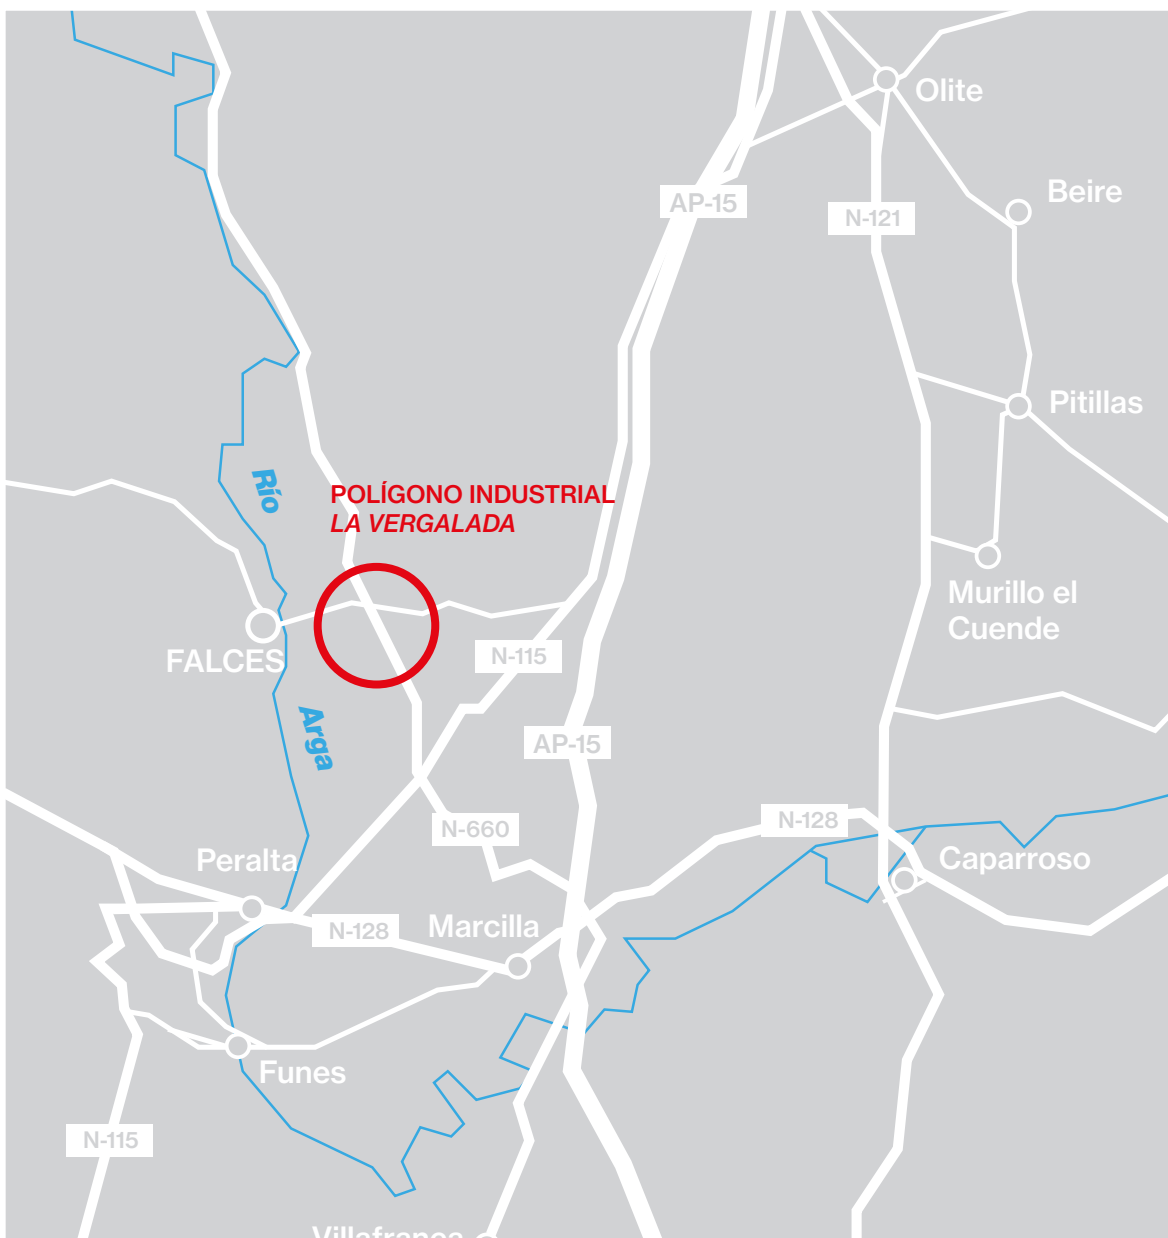 Olite
Beire
AP-15
N-121
Pitillas
Río
POLÍGONO INDUSTRIAL
LA VERGALADA
Murillo el
Cuende
FALCES
N-115
Arga
AP-15
N-660
N-128
Peralta
Caparroso
N-128
Marcilla
Funes
N-115
Villafranca